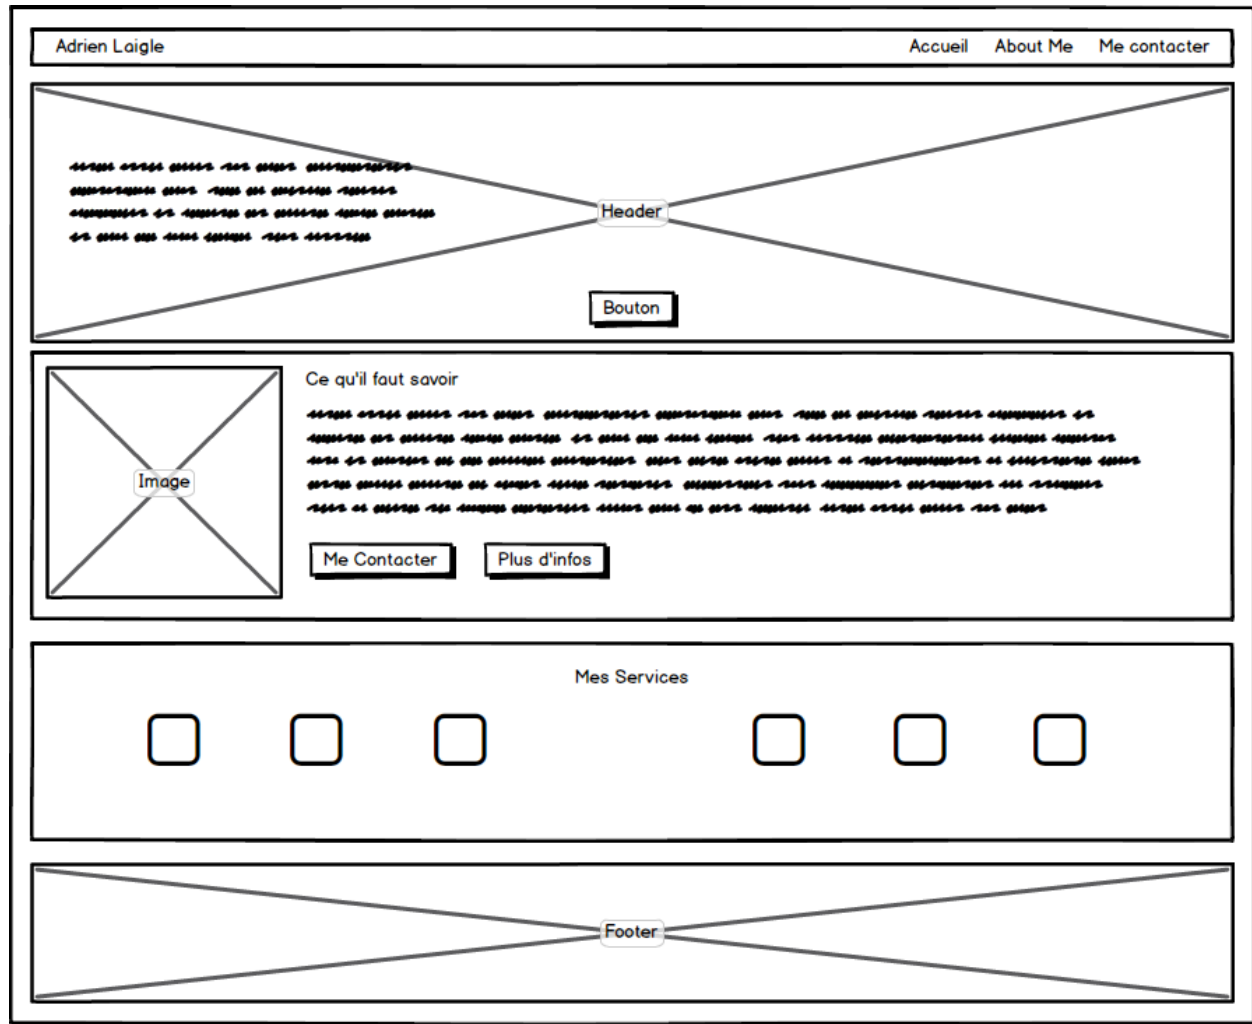 Adrien Laigle Accueil About Me Me contacter
Header
Bouton
Ce qu'il faut savoir
Image
Me Contacter Plus d'infos
Mes Services
Footer